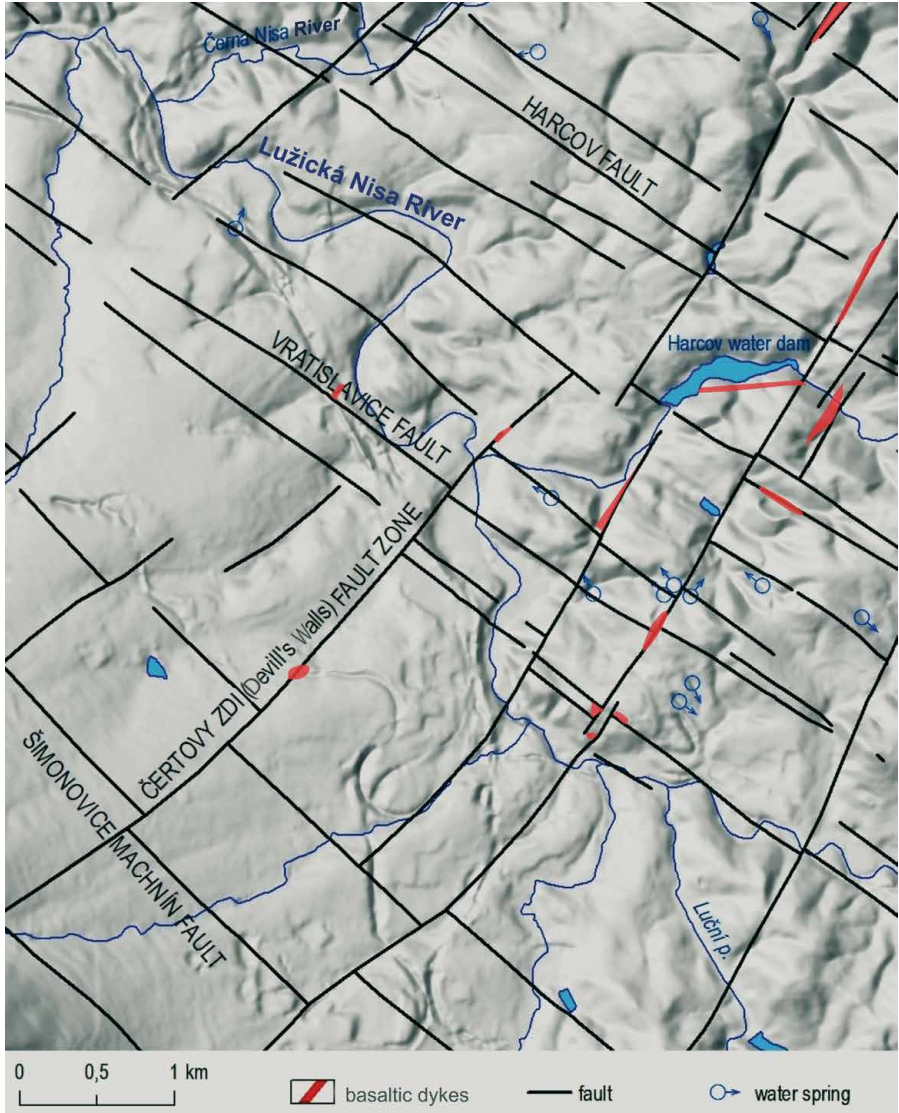 Černá Nisa River
HARCOV FAULT
Lužická Nisa River
Harcov water dam
VRATISLAVICE FAULT
ČERTOVY ZDI (Devill's Walls) FAULT ZONE
ŠIMONOVICE MACHNÍN FAULT
Luční p.
0 0,5 1 km
basaltic dykes
fault
water spring